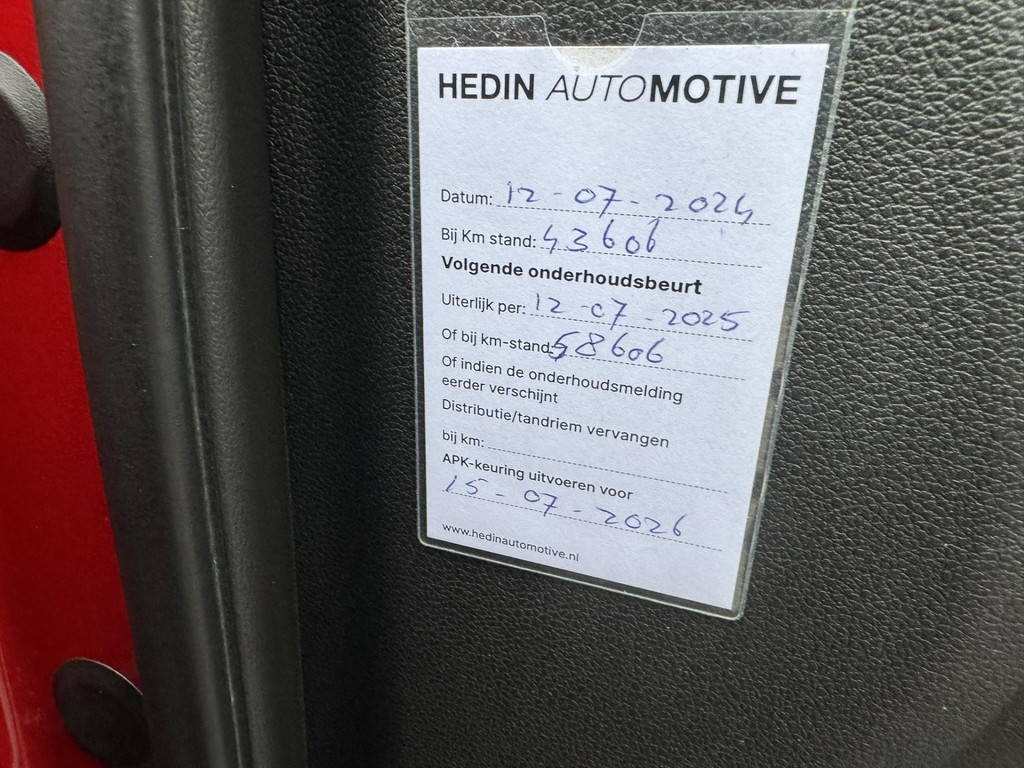 HEDIN AUTOMOTIVE
Datum: 12-07-2024
Bij Km stand: 43606
Volgende onderhoudsbeurt
Uiterlijk per: 12-07-2025
Of bij km-stand: 58606
Of indien de onderhoudsmelding
eerder verschijnt
Distributie/tandriem vervangen
bij km:
APK-keuring uitvoeren voor
15-07-2026
www.hedinautomotive.nl